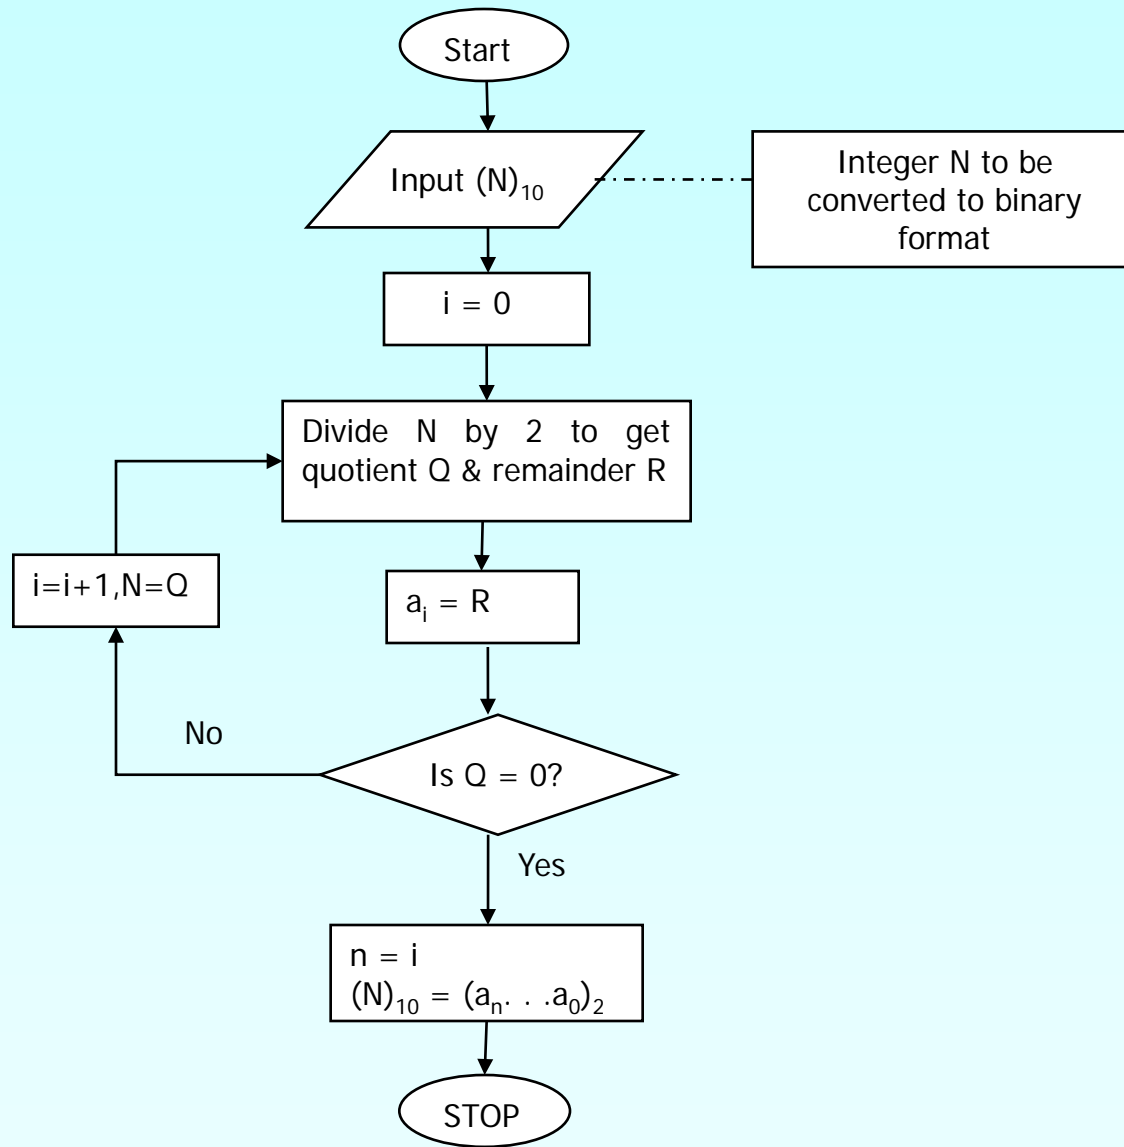 Start
Input (N)₁₀
Integer N to be
converted to binary
format
i = 0
Divide N by 2 to get
quotient Q & remainder R
i=i+1,N=Q
aᵢ = R
No
Is Q = 0?
Yes
n = i
(N)₁₀ = (aₙ. . .a₀)₂
STOP